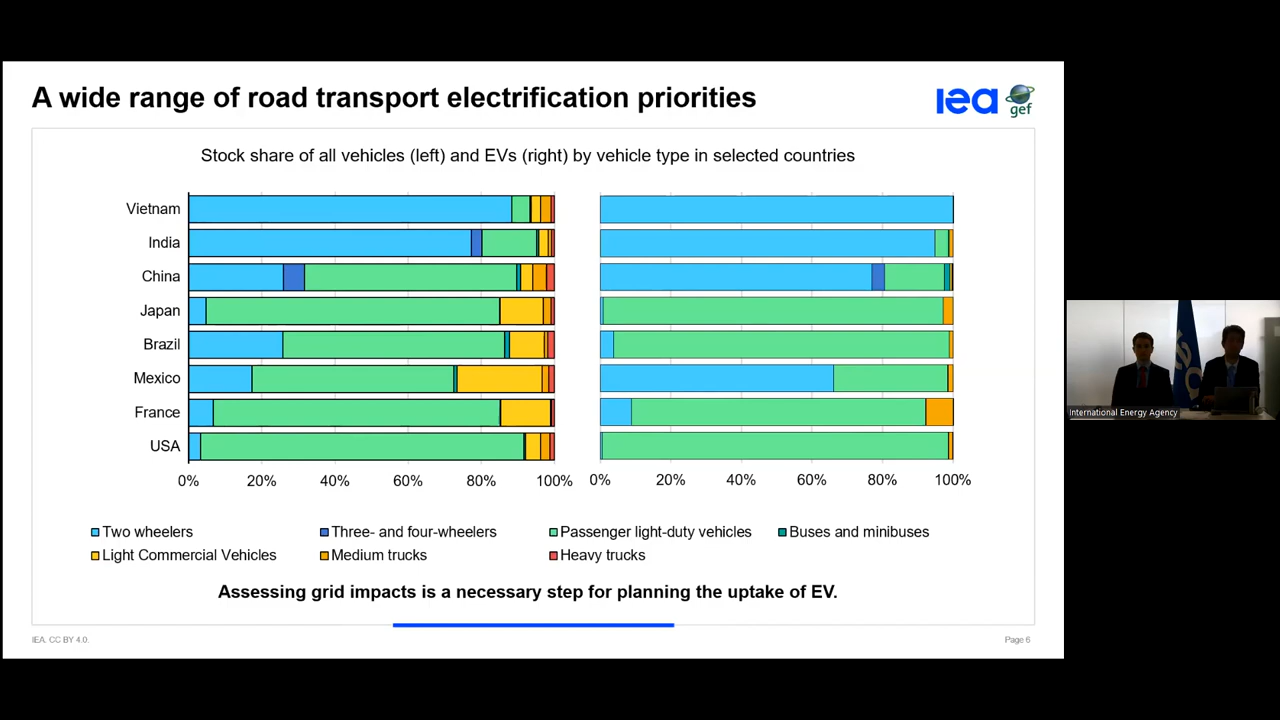 A wide range of road transport electrification priorities
iea
gef
Stock share of all vehicles (left) and EVs (right) by vehicle type in selected countries
Vietnam
India
China
Japan
Brazil
Mexico
France
USA
0% 20% 40% 60% 80% 100%
0% 20% 40% 60% 80% 100%
Two wheelers Three- and four-wheelers Passenger light-duty vehicles Buses and minibuses
Light Commercial Vehicles Medium trucks Heavy trucks
Assessing grid impacts is a necessary step for planning the uptake of EV.
IEA. CC BY 4.0.
Page 6
International Energy Agency